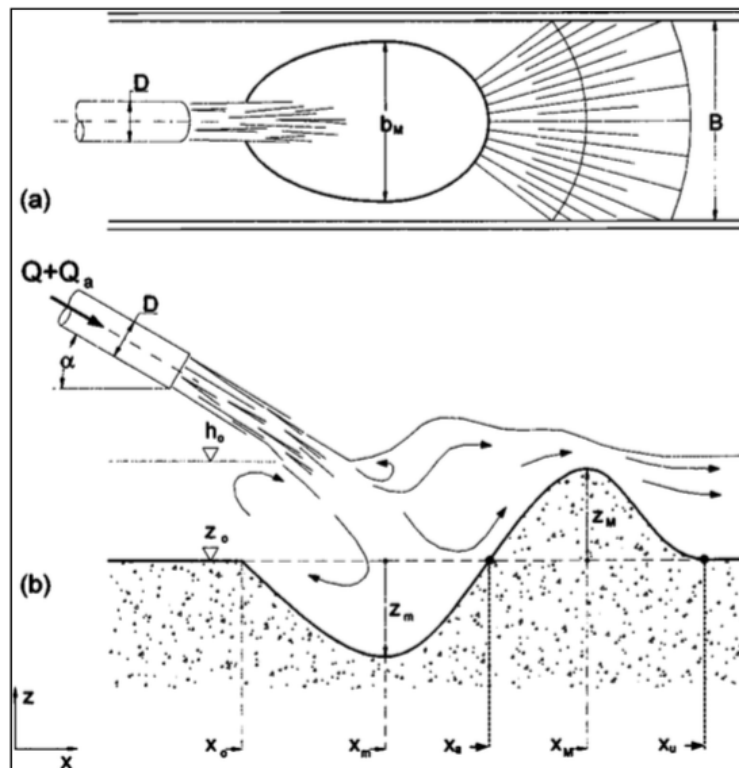 D
b_M
B
(a)
Q+Q_a
D
α
h_o
z_o
z_M
(b)
z_m
z
x
x_o
x_m
x_a
x_M
x_u